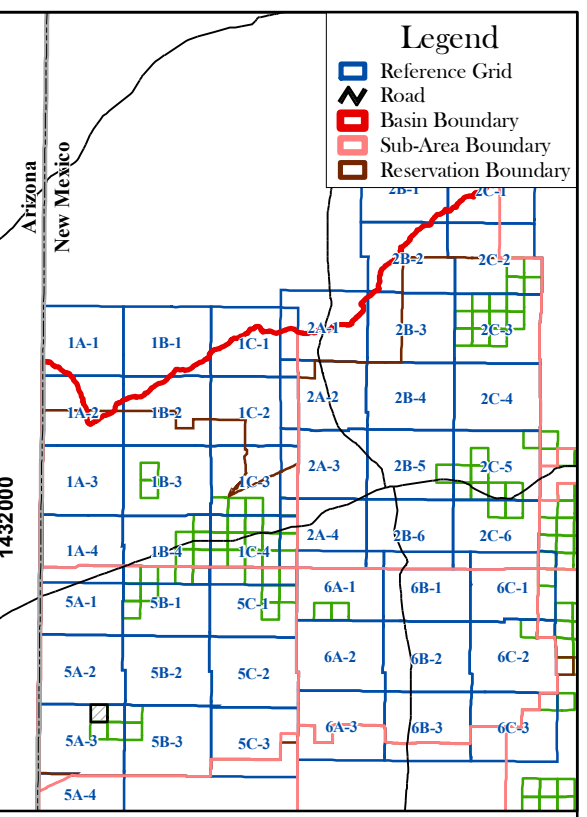 Legend
Reference Grid
Road
Basin Boundary
Sub-Area Boundary
Reservation Boundary
Arizona
New Mexico
1432000
2B-1
2C-1
2B-2
2C-2
1A-1
1B-1
1C-1
2A-1
2B-3
2C-3
1A-2
1B-2
1C-2
2A-2
2B-4
2C-4
1A-3
1B-3
1C-3
2A-3
2B-5
2C-5
1A-4
1B-4
1C-4
2A-4
2B-6
2C-6
5A-1
5B-1
5C-1
6A-1
6B-1
6C-1
5A-2
5B-2
5C-2
6A-2
6B-2
6C-2
5A-3
5B-3
5C-3
6A-3
6B-3
6C-3
5A-4